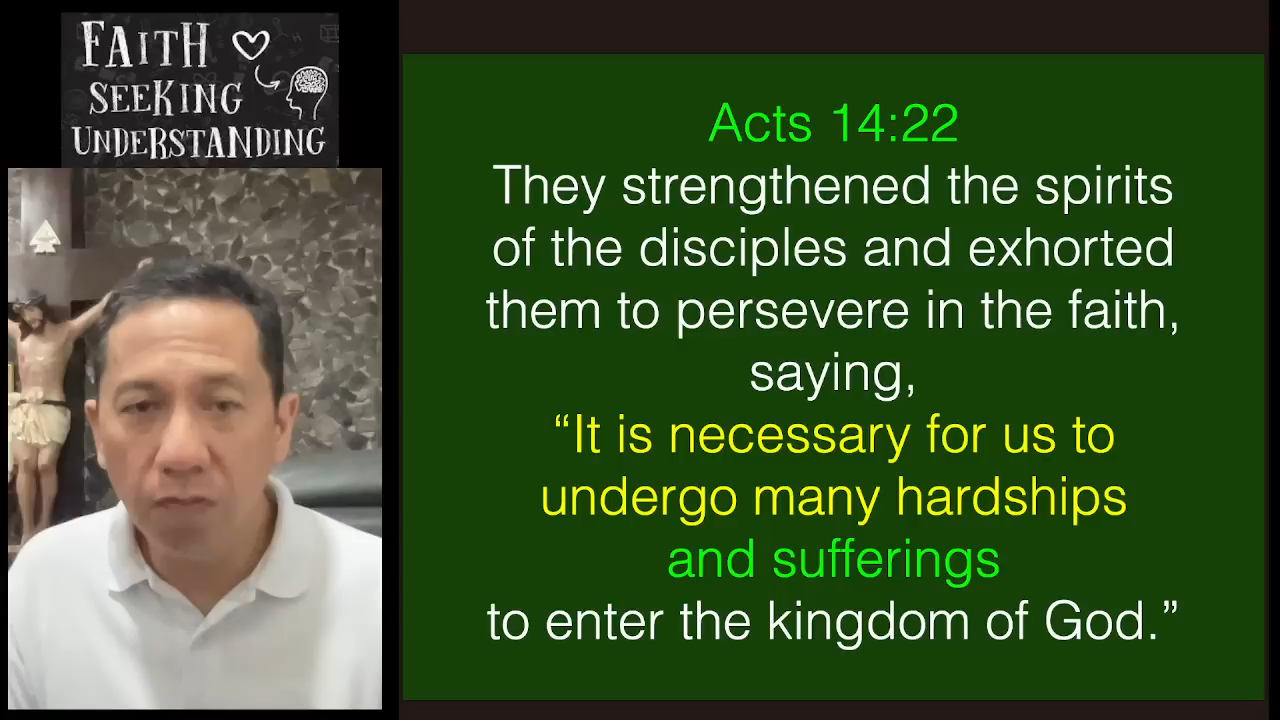 FAITH
SEEKING
UNDERSTANDING
Acts 14:22
They strengthened the spirits
of the disciples and exhorted
them to persevere in the faith,
saying,
“It is necessary for us to
undergo many hardships
and sufferings
to enter the kingdom of God.”